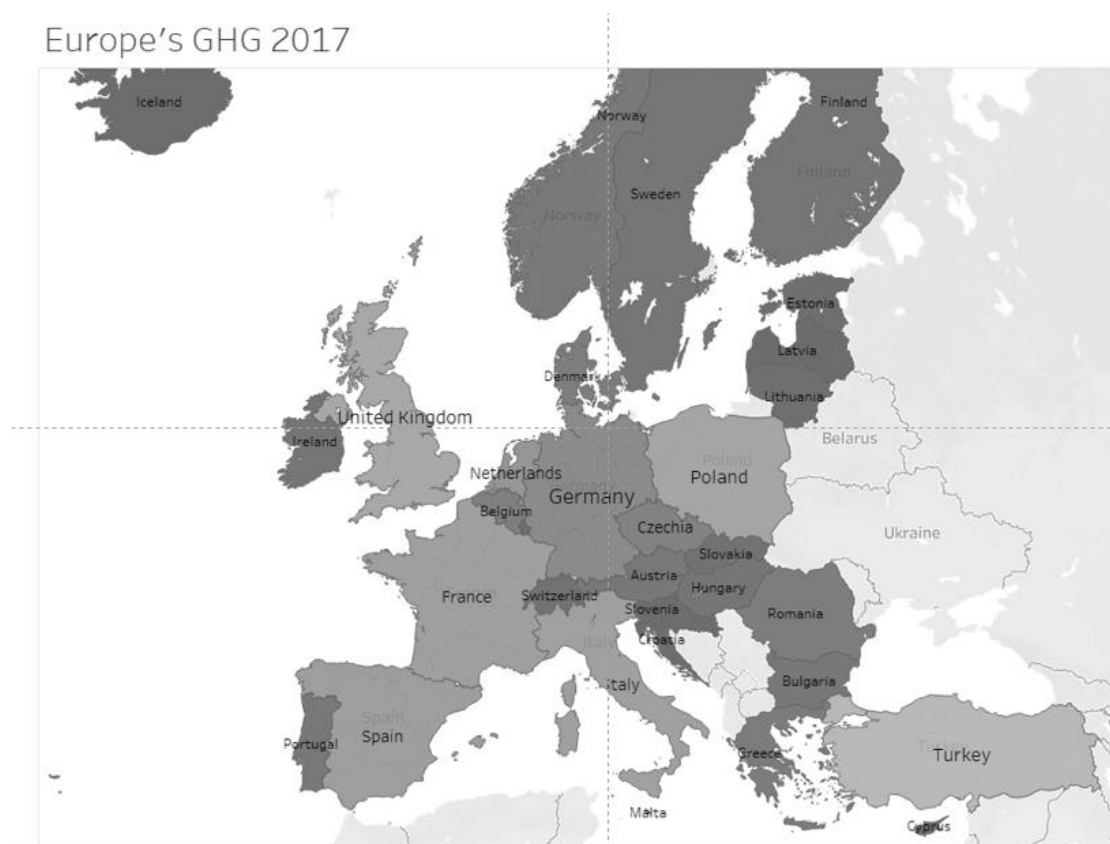 Europe's GHG 2017
Iceland
Norway
Finland
Finland
Sweden
Norway
Estonia
Latvia
Denmark
Lithuania
United Kingdom
Ireland
Belarus
Poland
Netherlands
Poland
Germany
Germany
Belgium
Czechia
Ukraine
Slovakia
Austria
Switzerland
Hungary
France
Slovenia
Romania
Croatia
Italy
Italy
Bulgaria
Spain
Spain
Portugal
Greece
Turkey
Turkey
Malta
Cyprus